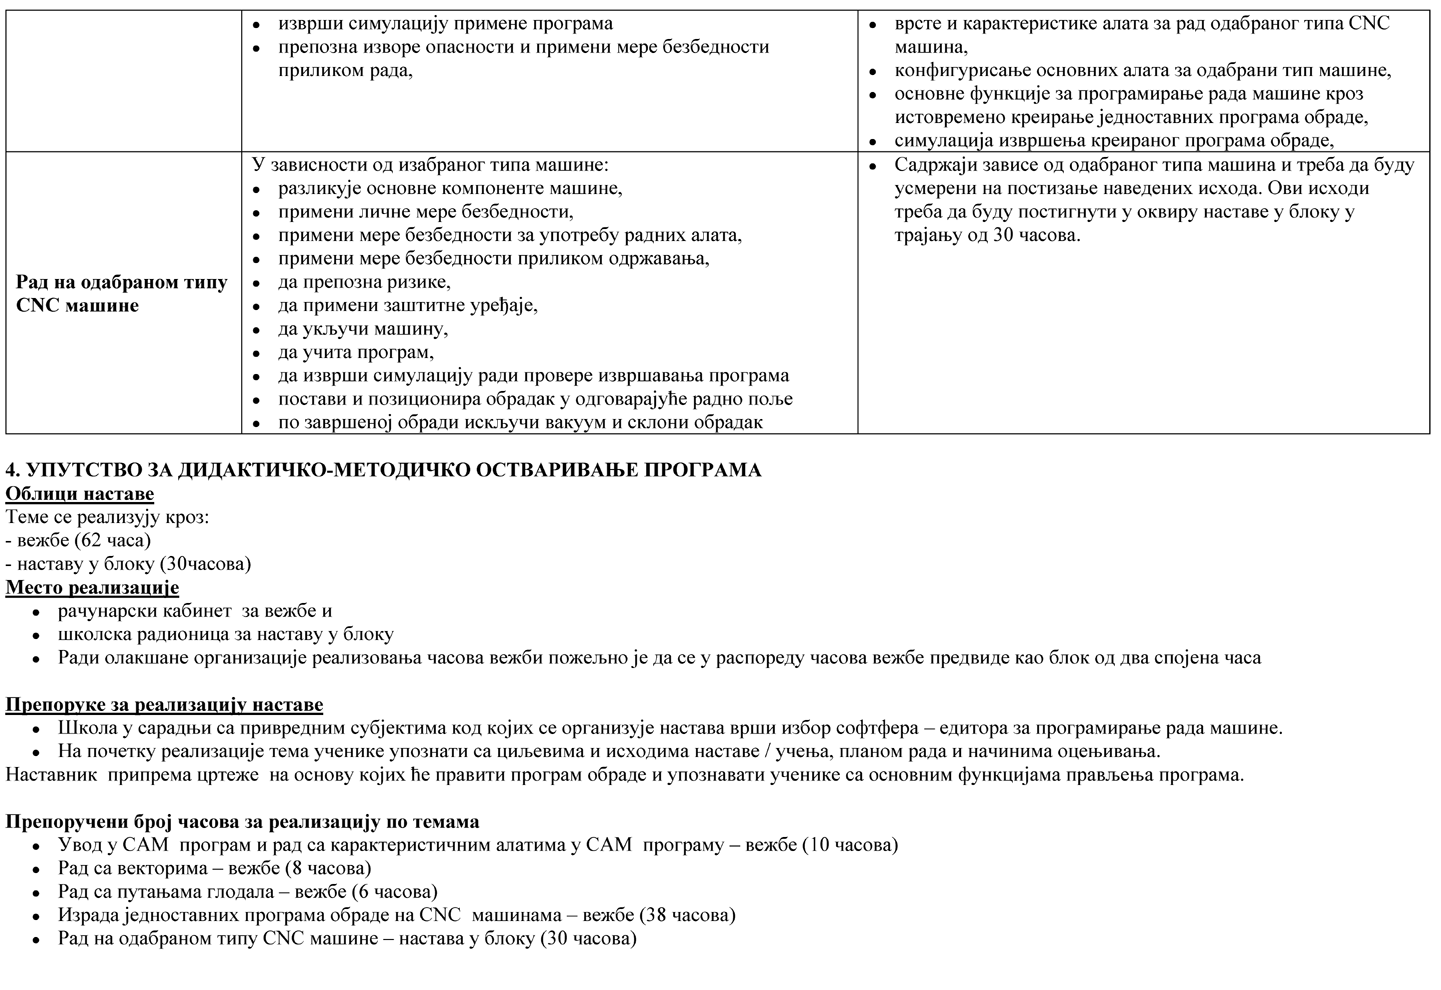 • изврши симулацију примене програма
• препозна изворе опасности и примени мере безбедности
приликом рада,
• врсте и карактеристике алата за рад одабраног типа CNC
машина,
• конфигурисање основних алата за одабрани тип машине,
• основне функције за програмирање рада машине кроз
истовремено креирање једноставних програма обраде,
• симулација извршења креираног програма обраде,
Рад на одабраном типу
CNC машине
У зависности од изабраног типа машине:
• разликује основне компоненте машине,
• примени личне мере безбедности,
• примени мере безбедности за употребу радних алата,
• примени мере безбедности приликом одржавања,
• да препозна ризике,
• да примени заштитне уређаје,
• да укључи машину,
• да учита програм,
• да изврши симулацију ради провере извршавања програма
• постави и позиционира обрадак у одговарајуће радно поље
• по завршеној обради искључи вакуум и склони обрадак
• Садржаји зависе од одабраног типа машина и треба да буду
усмерени на постизање наведених исхода. Ови исходи
треба да буду постигнути у оквиру наставе у блоку у
трајању од 30 часова.
4. УПУТСТВО ЗА ДИДАКТИЧКО-МЕТОДИЧКО ОСТВАРИВАЊЕ ПРОГРАМА
Облици наставе
Теме се реализују кроз:
- вежбе (62 часа)
- наставу у блоку (30часова)
Место реализације
• рачунарски кабинет за вежбе и
• школска радионица за наставу у блоку
• Ради олакшане организације реализовања часова вежби пожељно је да се у распореду часова вежбе предвиде као блок од два спојена часа
Препоруке за реализацију наставе
• Школа у сарадњи са привредним субјектима код којих се организује настава врши избор софтфера – едитора за програмирање рада машине.
• На почетку реализације тема ученике упознати са циљевима и исходима наставе / учења, планом рада и начинима оцењивања.
Наставник припрема цртеже на основу којих ће правити програм обраде и упознавати ученике са основним функцијама прављења програма.
Препоручени број часова за реализацију по темама
• Увод у CAM програм и рад са карактеристичним алатима у CAM програму – вежбе (10 часова)
• Рад са векторима – вежбе (8 часова)
• Рад са путањама глодала – вежбе (6 часова)
• Израда једноставних програма обраде на CNC машинама – вежбе (38 часова)
• Рад на одабраном типу CNC машине – настава у блоку (30 часова)